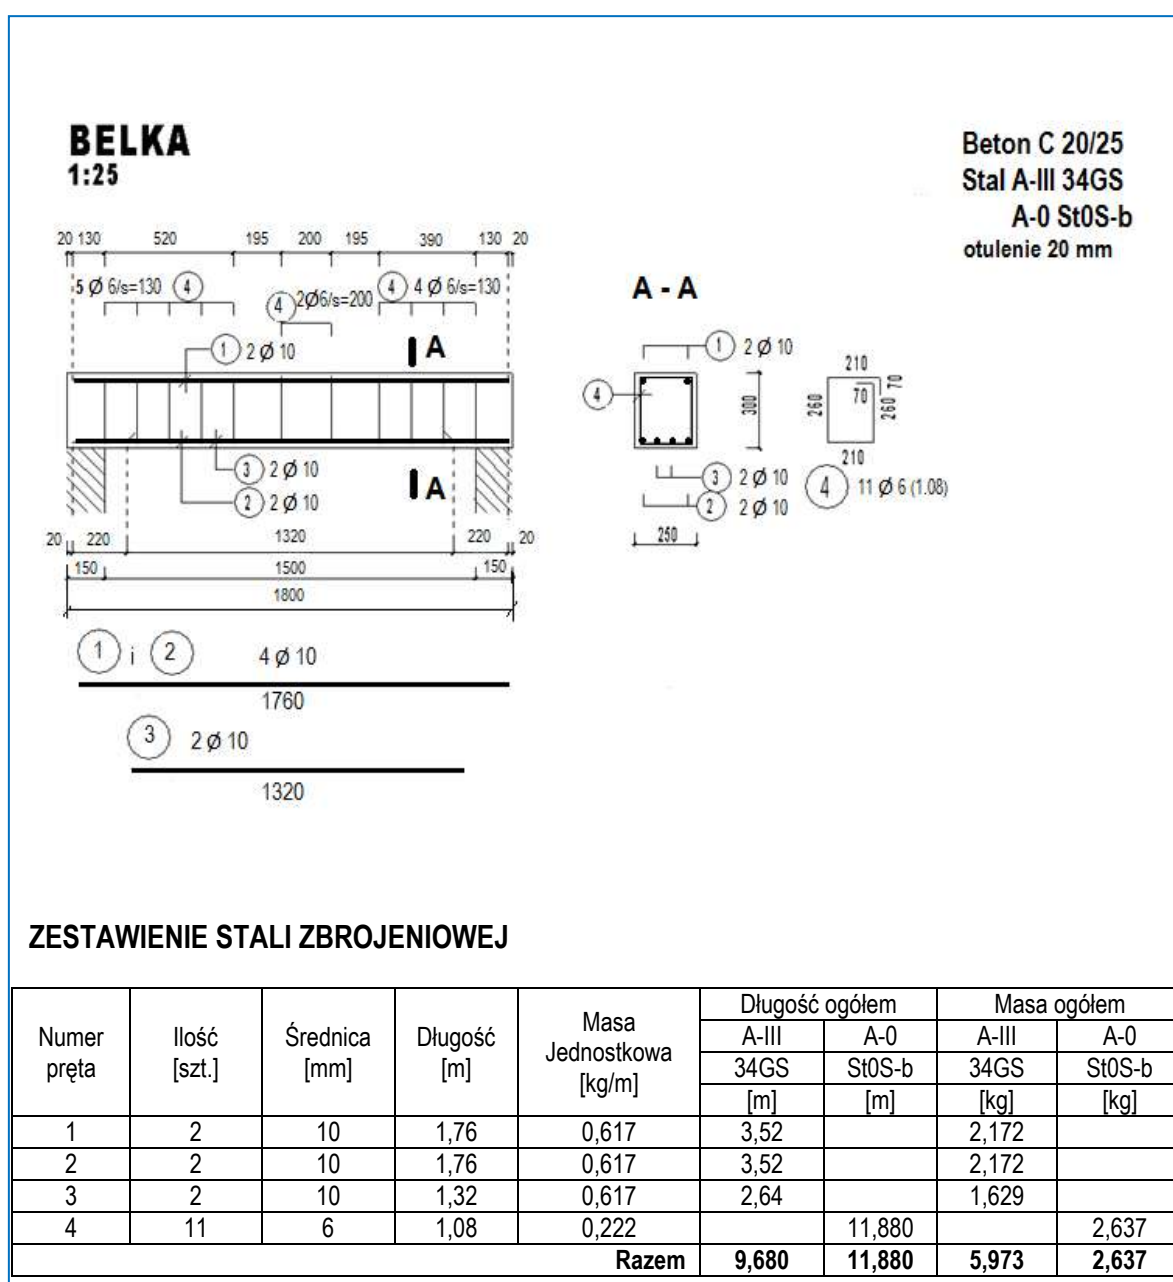 BELKA
1:25
Beton C 20/25
Stal A-III 34GS
A-0 St0S-b
otulenie 20 mm
20 130 520 195 200 195 390 130 20
5 Ø 6/s=130 4
4 2Ø6/s=200
4 4 Ø 6/s=130
1 2 Ø 10
A
3 2 Ø 10
2 2 Ø 10
A
20 220 1320 220 20
150 1500 150
1800
A - A
1 2 Ø 10
4
300
3 2 Ø 10
2 2 Ø 10
250
210
70
70
260
260
210
4 11 Ø 6 (1.08)
1 i 2 4 Ø 10
1760
3 2 Ø 10
1320
ZESTAWIENIE STALI ZBROJENIOWEJ
Numer pręta Ilość [szt.] Średnica [mm] Długość [m] Masa Jednostkowa [kg/m] Długość ogółem Masa ogółem
A-III A-0 A-III A-0
34GS St0S-b 34GS St0S-b
[m] [m] [kg] [kg]
1 2 10 1,76 0,617 3,52 2,172
2 2 10 1,76 0,617 3,52 2,172
3 2 10 1,32 0,617 2,64 1,629
4 11 6 1,08 0,222 11,880 2,637
Razem 9,680 11,880 5,973 2,637